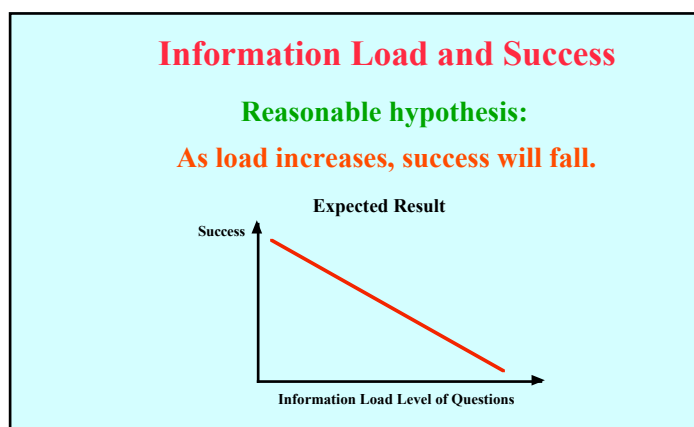 Information Load and Success
Reasonable hypothesis:
As load increases, success will fall.
Expected Result
Success
Information Load Level of Questions